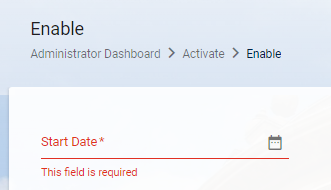 Enable
Administrator Dashboard > Activate > Enable
Start Date *
This field is required